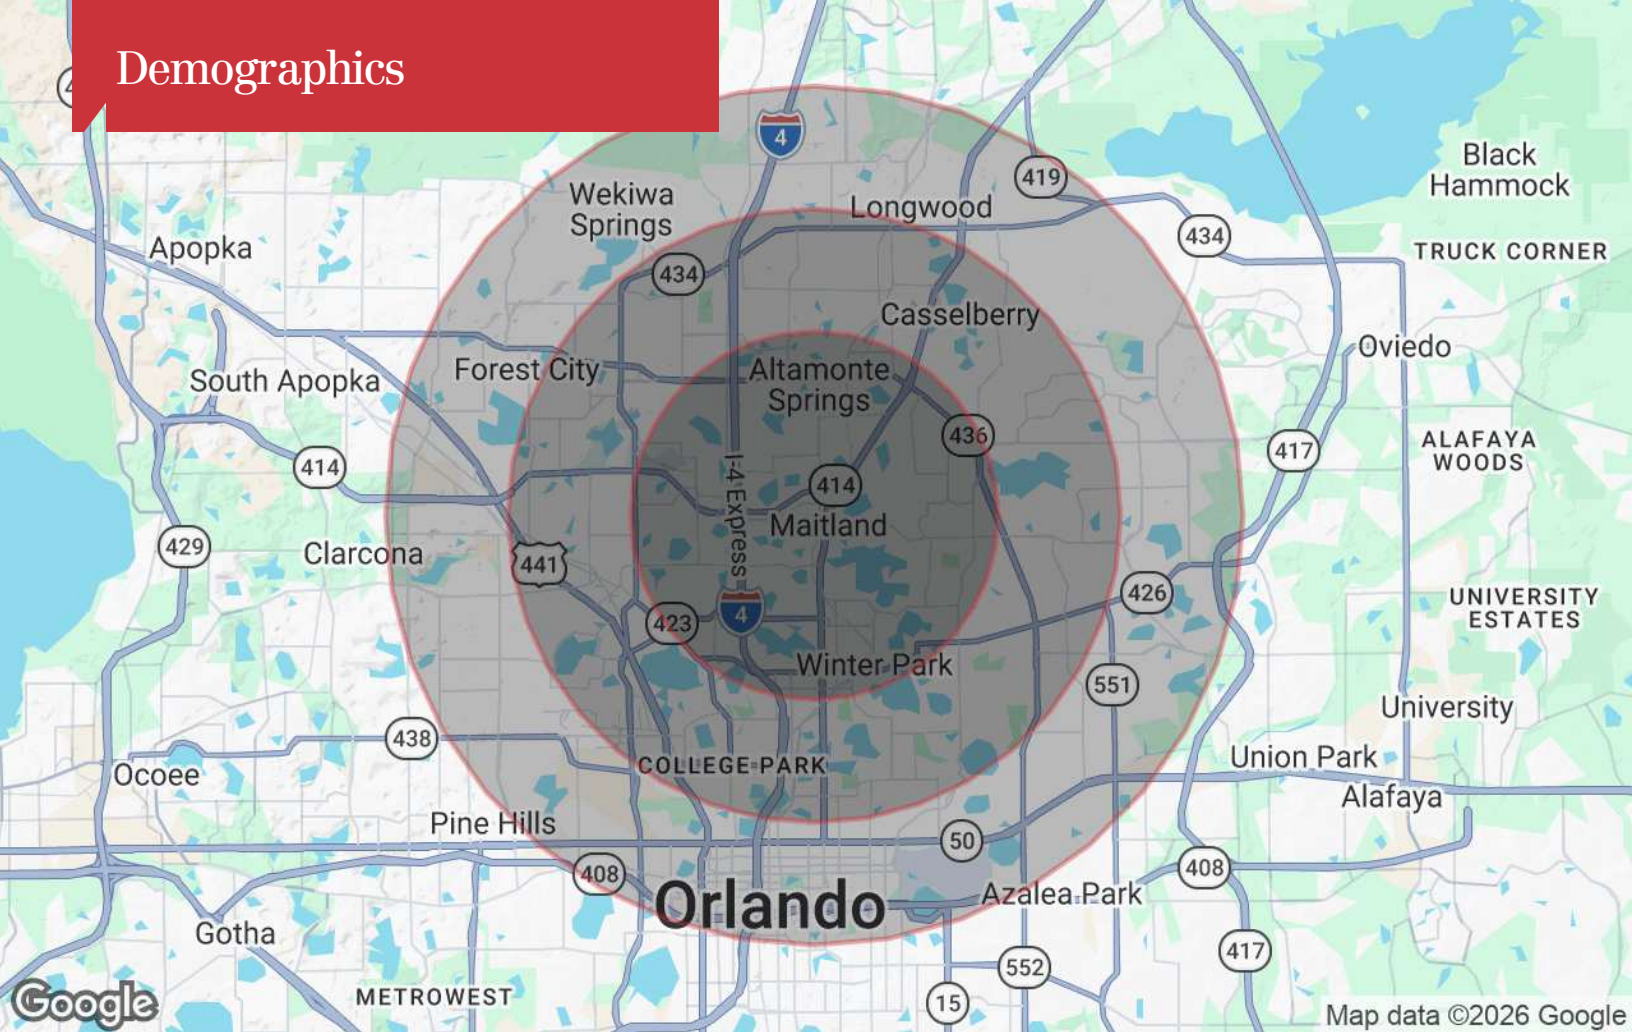 Demographics
4
4
419
Black
Hammock
Wekiwa
Springs
Longwood
434
Apopka
TRUCK CORNER
434
Casselberry
Oviedo
Forest City
Altamonte
Springs
South Apopka
436
417
ALAFAYA
WOODS
414
I-4 Express
414
Maitland
429
Clarcona
441
426
UNIVERSITY
ESTATES
4
423
Winter Park
551
University
438
COLLEGE PARK
Union Park
Ocoee
Alafaya
Pine Hills
50
408
408
Azalea Park
Orlando
Gotha
417
552
METROWEST
15
Google
Map data ©2026 Google